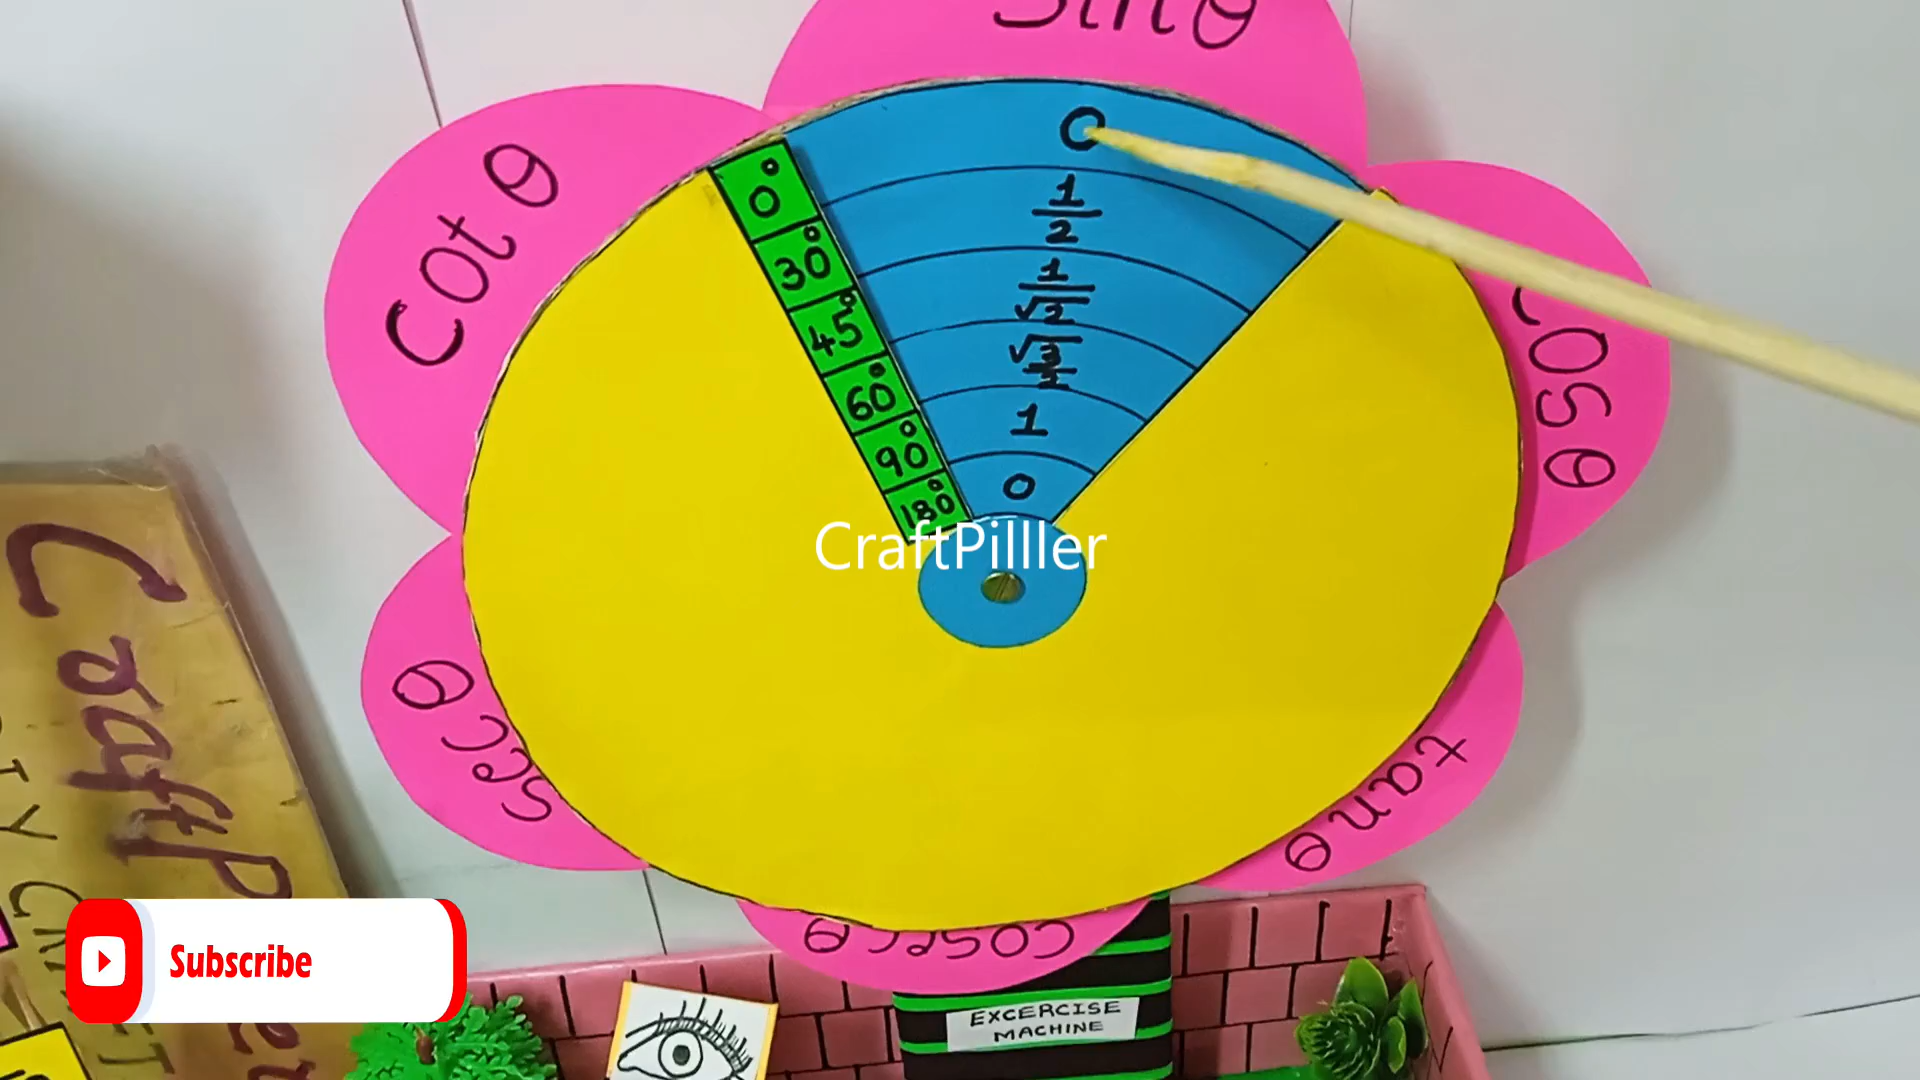 Sinθ
Cotθ
Cosθ
0°
30°
45°
60°
90°
180°
0
1/2
1/√2
√3/2
1
0
CraftPilller
secθ
tanθ
cosecθ
Subscribe
EXCERCISE
MACHINE